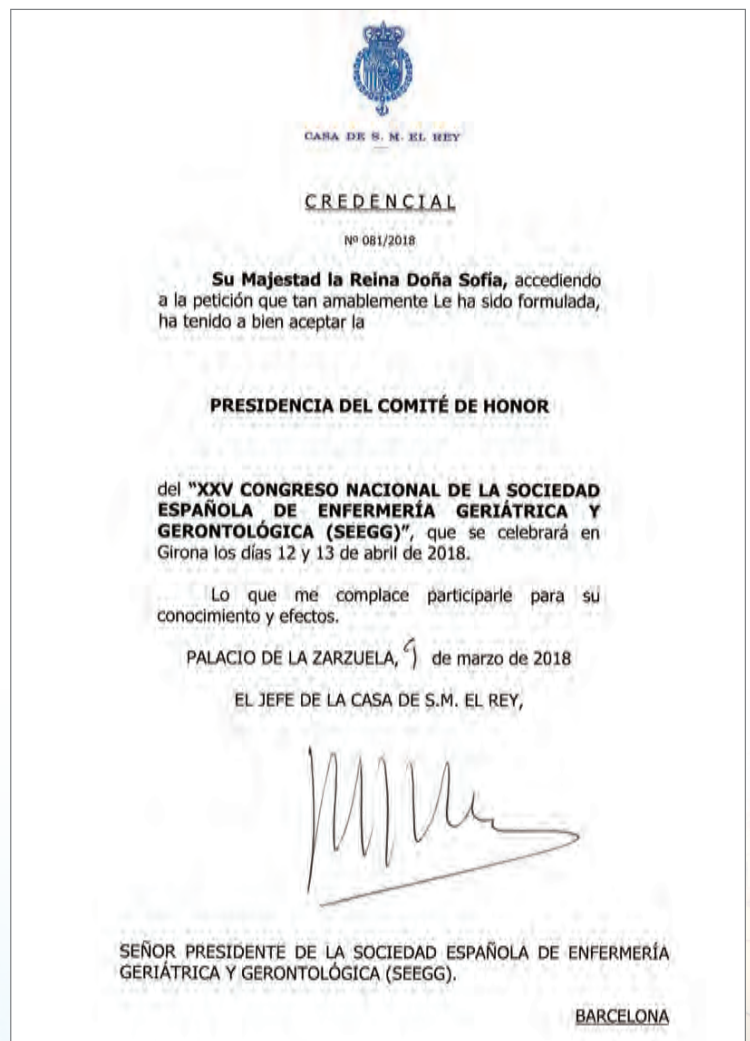 CASA DE S. M. EL REY
CREDENCIAL
Nº 081/2018
Su Majestad la Reina Doña Sofía, accediendo
a la petición que tan amablemente Le ha sido formulada,
ha tenido a bien aceptar la
PRESIDENCIA DEL COMITÉ DE HONOR
del "XXV CONGRESO NACIONAL DE LA SOCIEDAD
ESPAÑOLA DE ENFERMERÍA GERIÁTRICA Y
GERONTOLÓGICA (SEEGG)", que se celebrará en
Girona los días 12 y 13 de abril de 2018.
Lo que me complace participarle para su
conocimiento y efectos.
PALACIO DE LA ZARZUELA, 9 de marzo de 2018
EL JEFE DE LA CASA DE S.M. EL REY,
SEÑOR PRESIDENTE DE LA SOCIEDAD ESPAÑOLA DE ENFERMERÍA
GERIÁTRICA Y GERONTOLÓGICA (SEEGG).
BARCELONA